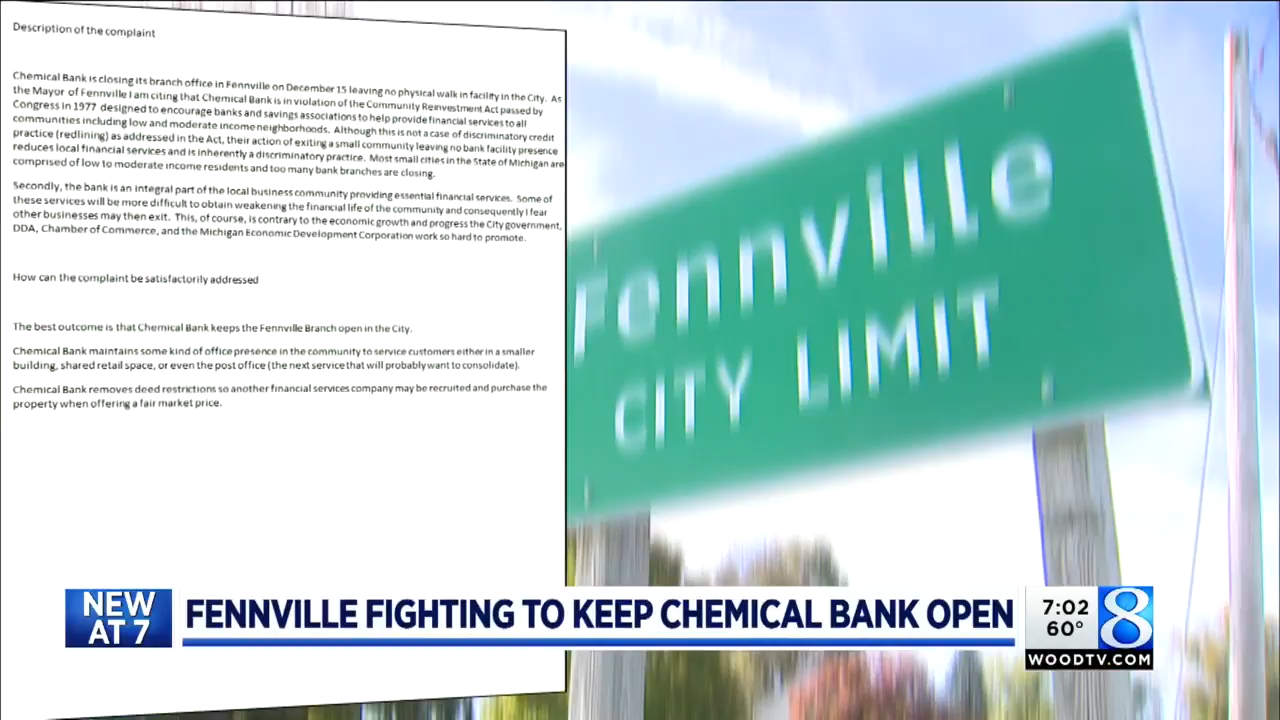 Description of the complaint
Chemical Bank is closing its branch office in Fennville on December 15 leaving no physical walk in facility in the City. As
the Mayor of Fennville I am citing that Chemical Bank is in violation of the Community Reinvestment Act passed by
Congress in 1977 designed to encourage banks and savings associations to help provide financial services to all
communities including low and moderate income neighborhoods. Although this is not a case of discriminatory credit
practice (redlining) as addressed in the Act, their action of exiting a small community leaving no bank facility presence
reduces local financial services and is inherently a discriminatory practice. Most small cities in the State of Michigan are
comprised of low to moderate income residents and too many bank branches are closing.
Secondly, the bank is an integral part of the local business community providing essential financial services. Some of
these services will be more difficult to obtain weakening the financial life of the community and consequently I fear
other businesses may then exit. This, of course, is contrary to the economic growth and progress the City government,
DDA, Chamber of Commerce, and the Michigan Economic Development Corporation work so hard to promote.
How can the complaint be satisfactorily addressed
The best outcome is that Chemical Bank keeps the Fennville Branch open in the City.
Chemical Bank maintains some kind of office presence in the community to service customers either in a smaller
building, shared retail space, or even the post office (the next service that will probably want to consolidate).
Chemical Bank removes deed restrictions so another financial services company may be recruited and purchase the
property when offering a fair market price.
Fennville
CITY LIMIT
NEW
AT 7
FENNVILLE FIGHTING TO KEEP CHEMICAL BANK OPEN
7:02
60°
8
WOODTV.COM